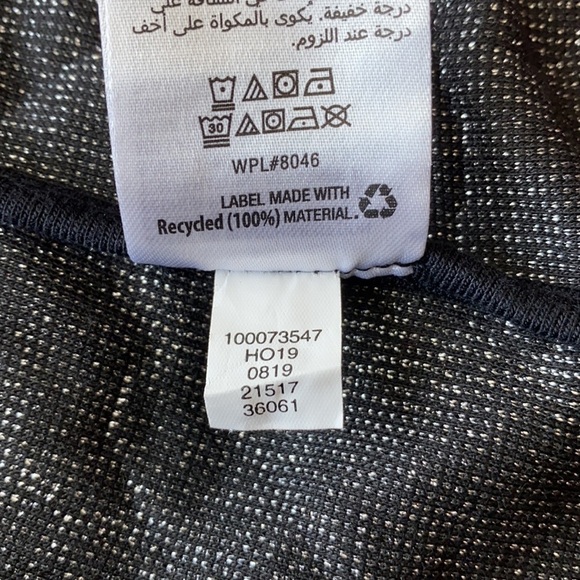 درجة خفيفة. يُكوى بالمكواة على أخف
درجة عند اللزوم.
30
WPL#8046
LABEL MADE WITH
Recycled (100%) MATERIAL.
100073547
HO19
0819
21517
36061